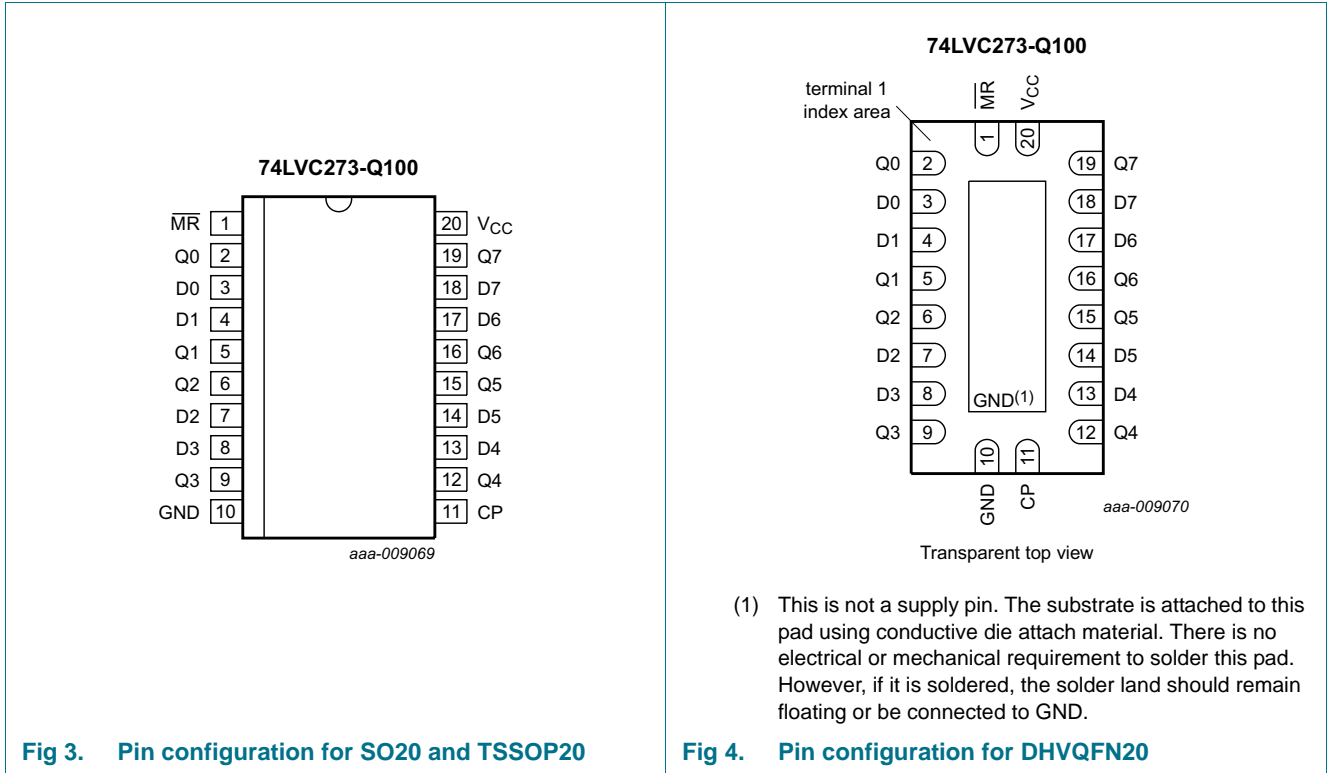 74LVC273-Q100
M̅R̅ 1
Q0 2
D0 3
D1 4
Q1 5
Q2 6
D2 7
D3 8
Q3 9
GND 10
20 VCC
19 Q7
18 D7
17 D6
16 Q6
15 Q5
14 D5
13 D4
12 Q4
11 CP
aaa-009069
Fig 3. Pin configuration for SO20 and TSSOP20
74LVC273-Q100
terminal 1
index area
M̅R̅
VCC
1
20
Q0 2
D0 3
D1 4
Q1 5
Q2 6
D2 7
D3 8
Q3 9
19 Q7
18 D7
17 D6
16 Q6
15 Q5
14 D5
13 D4
12 Q4
GND(1)
10
11
GND
CP
aaa-009070
Transparent top view
(1) This is not a supply pin. The substrate is attached to this
pad using conductive die attach material. There is no
electrical or mechanical requirement to solder this pad.
However, if it is soldered, the solder land should remain
floating or be connected to GND.
Fig 4. Pin configuration for DHVQFN20